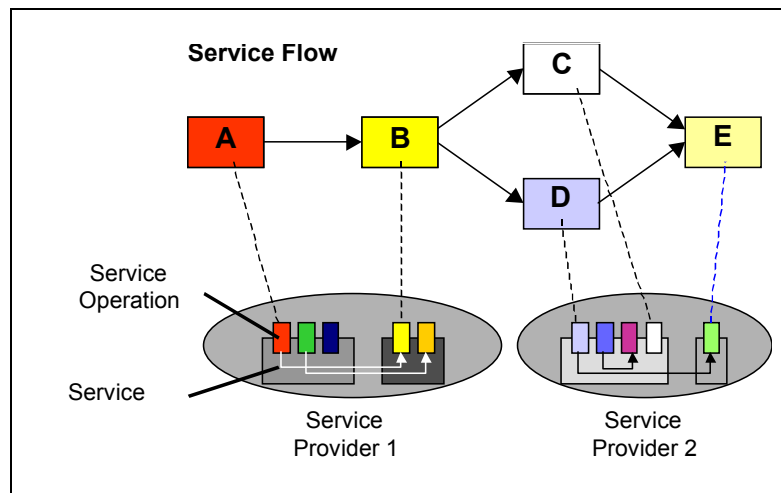 Service Flow
C
A
B
E
D
Service
Operation
Service
Service
Provider 1
Service
Provider 2